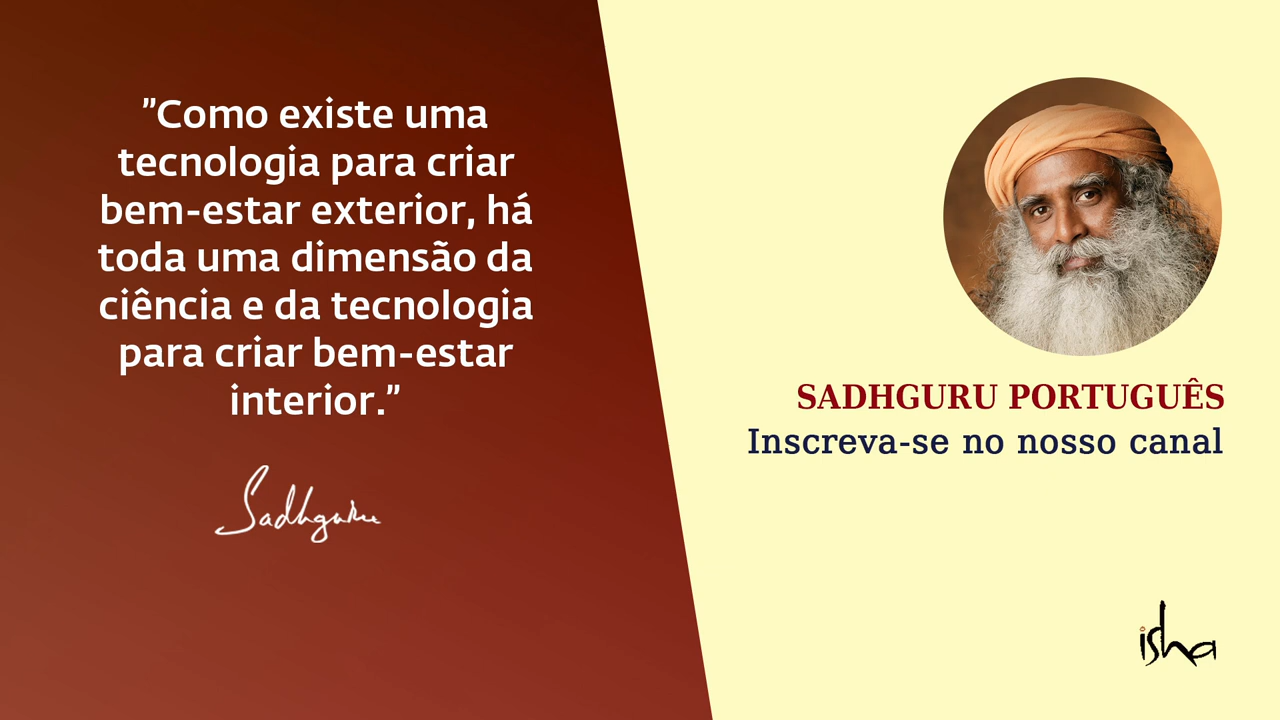 ”Como existe uma
tecnologia para criar
bem-estar exterior, há
toda uma dimensão da
ciência e da tecnologia
para criar bem-estar
interior.”
Sadhguru
SADHGURU PORTUGUÊS
Inscreva-se no nosso canal
isha